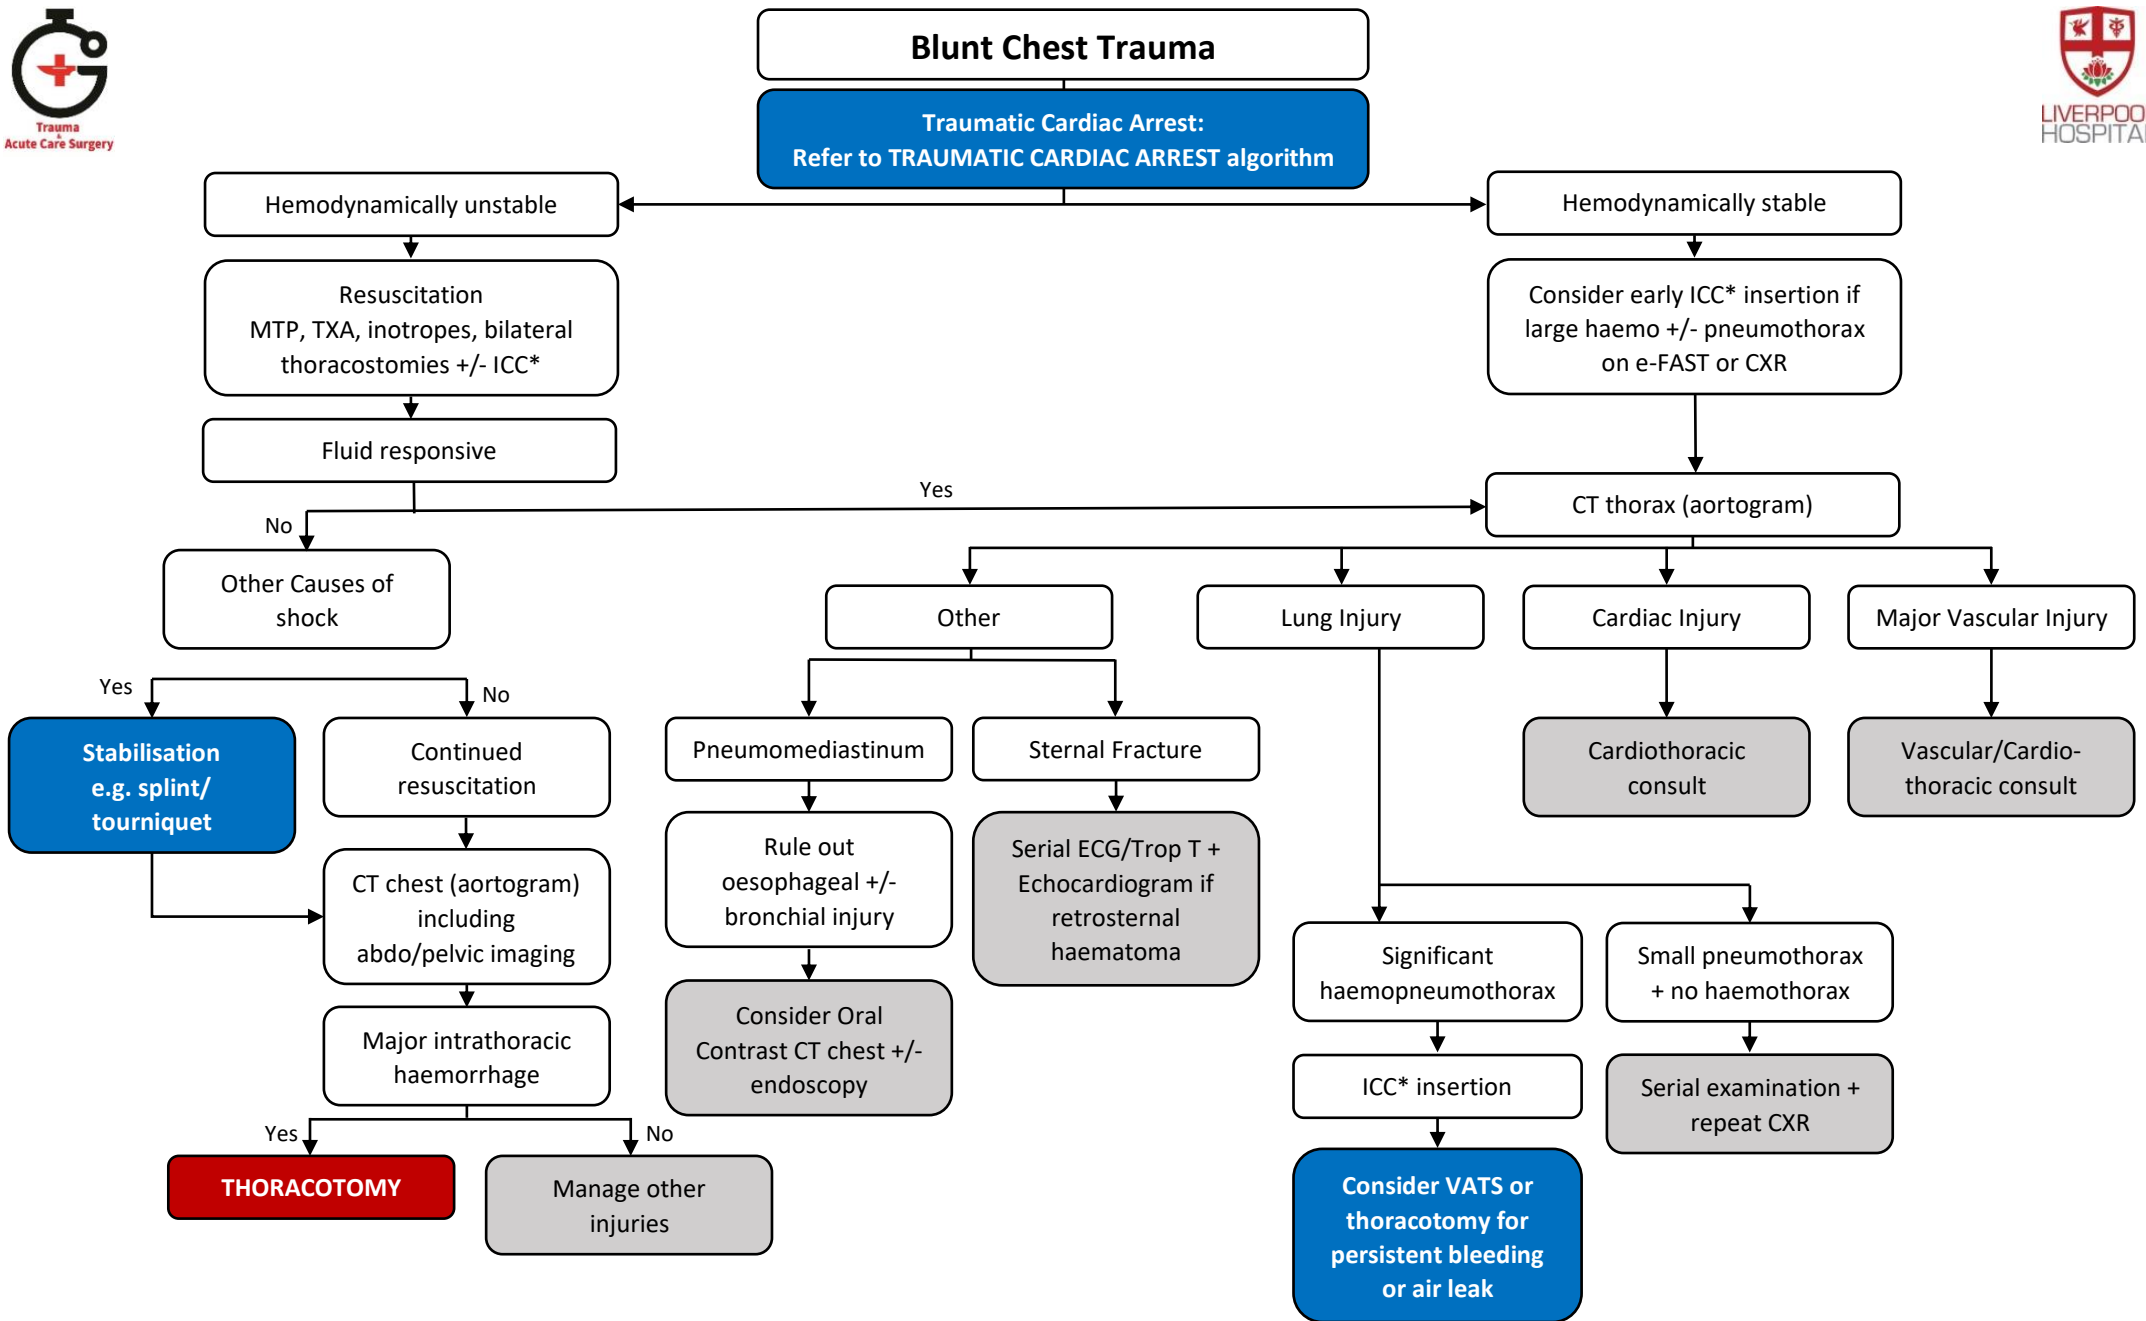 Trauma
&
Acute Care Surgery
Blunt Chest Trauma
LIVERPOO
HOSPITAL
Traumatic Cardiac Arrest:
Refer to TRAUMATIC CARDIAC ARREST algorithm
Hemodynamically unstable
Hemodynamically stable
Resuscitation
MTP, TXA, inotropes, bilateral
thoracostomies +/- ICC*
Consider early ICC* insertion if
large haemo +/- pneumothorax
on e-FAST or CXR
Fluid responsive
Yes
No
CT thorax (aortogram)
Other Causes of
shock
Other
Lung Injury
Cardiac Injury
Major Vascular Injury
Yes
No
Stabilisation
e.g. splint/
tourniquet
Continued
resuscitation
Pneumomediastinum
Sternal Fracture
Cardiothoracic
consult
Vascular/Cardio-
thoracic consult
CT chest (aortogram)
including
abdo/pelvic imaging
Rule out
oesophageal +/-
bronchial injury
Serial ECG/Trop T +
Echocardiogram if
retrosternal
haematoma
Significant
haemopneumothorax
Small pneumothorax
+ no haemothorax
Major intrathoracic
haemorrhage
Consider Oral
Contrast CT chest +/-
endoscopy
ICC* insertion
Serial examination +
repeat CXR
Yes
No
THORACOTOMY
Manage other
injuries
Consider VATS or
thoracotomy for
persistent bleeding
or air leak